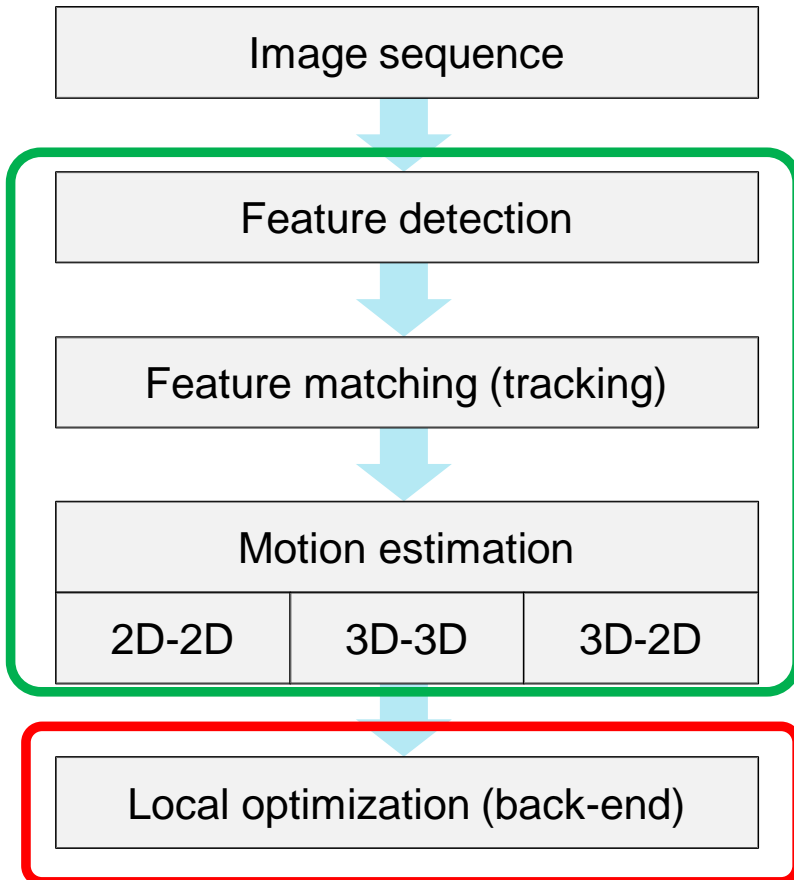 Image sequence
Feature detection
Feature matching (tracking)
Motion estimation
2D-2D 3D-3D 3D-2D
Local optimization (back-end)